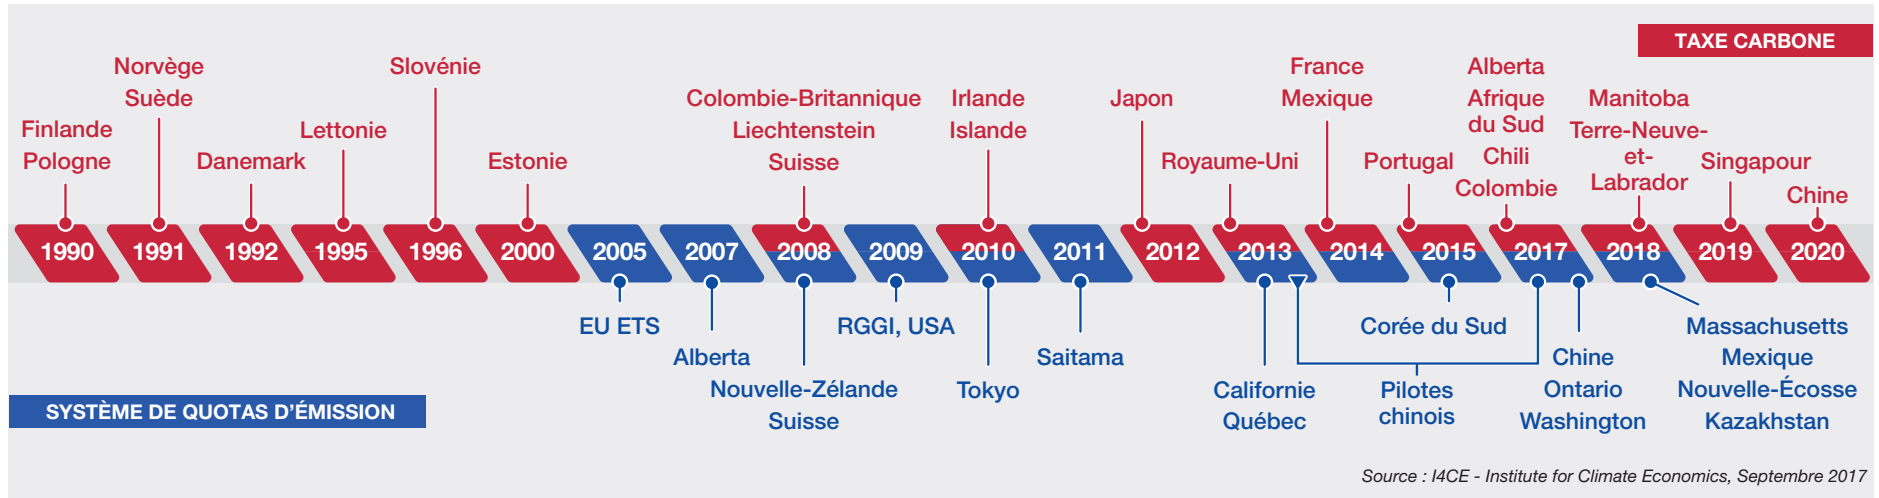 TAXE CARBONE
Finlande
Pologne
Norvège
Suède
Danemark
Lettonie
Slovénie
Estonie
Colombie-Britannique
Liechtenstein
Suisse
Irlande
Islande
Japon
Royaume-Uni
France
Mexique
Portugal
Alberta
Afrique
du Sud
Chili
Colombie
Manitoba
Terre-Neuve-
et-
Labrador
Singapour
Chine
1990 1991 1992 1995 1996 2000 2005 2007 2008 2009 2010 2011 2012 2013 2014 2015 2017 2018 2019 2020
EU ETS
Alberta
Nouvelle-Zélande
Suisse
RGGI, USA
Tokyo
Saitama
Californie
Québec
Pilotes
chinois
Corée du Sud
Chine
Ontario
Washington
Massachusetts
Mexique
Nouvelle-Écosse
Kazakhstan
SYSTÈME DE QUOTAS D’ÉMISSION
Source : I4CE - Institute for Climate Economics, Septembre 2017